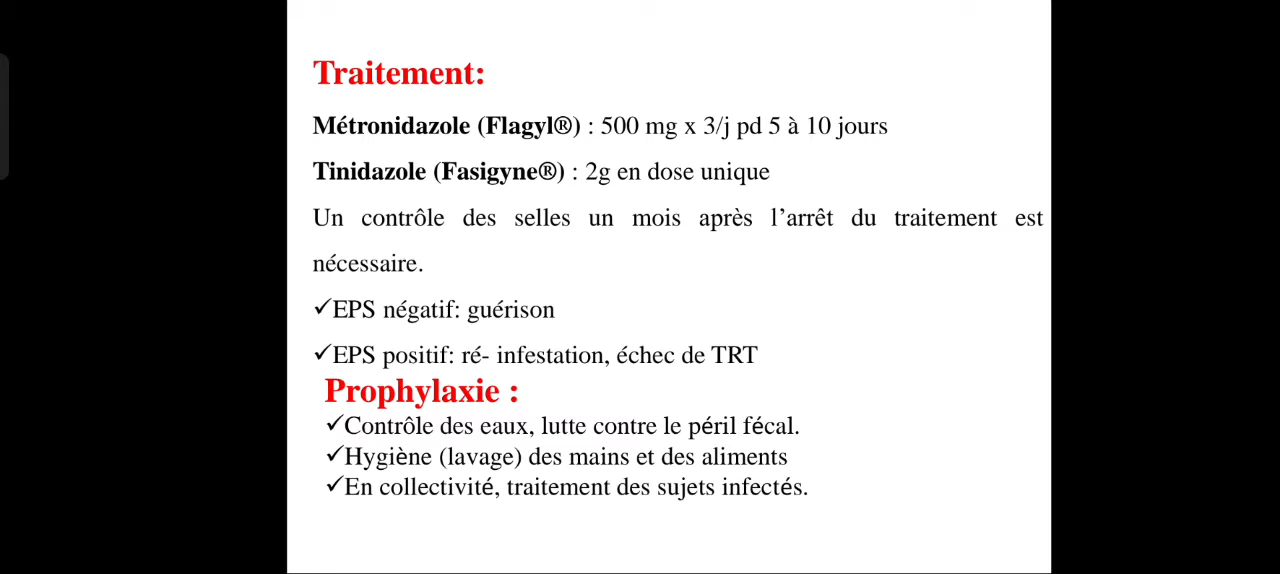 Traitement:
Métronidazole (Flagyl®) : 500 mg x 3/j pd 5 à 10 jours
Tinidazole (Fasigyne®) : 2g en dose unique
Un contrôle des selles un mois après l’arrêt du traitement est
nécessaire.
✓EPS négatif: guérison
✓EPS positif: ré- infestation, échec de TRT
Prophylaxie :
✓Contrôle des eaux, lutte contre le péril fécal.
✓Hygiène (lavage) des mains et des aliments
✓En collectivité, traitement des sujets infectés.